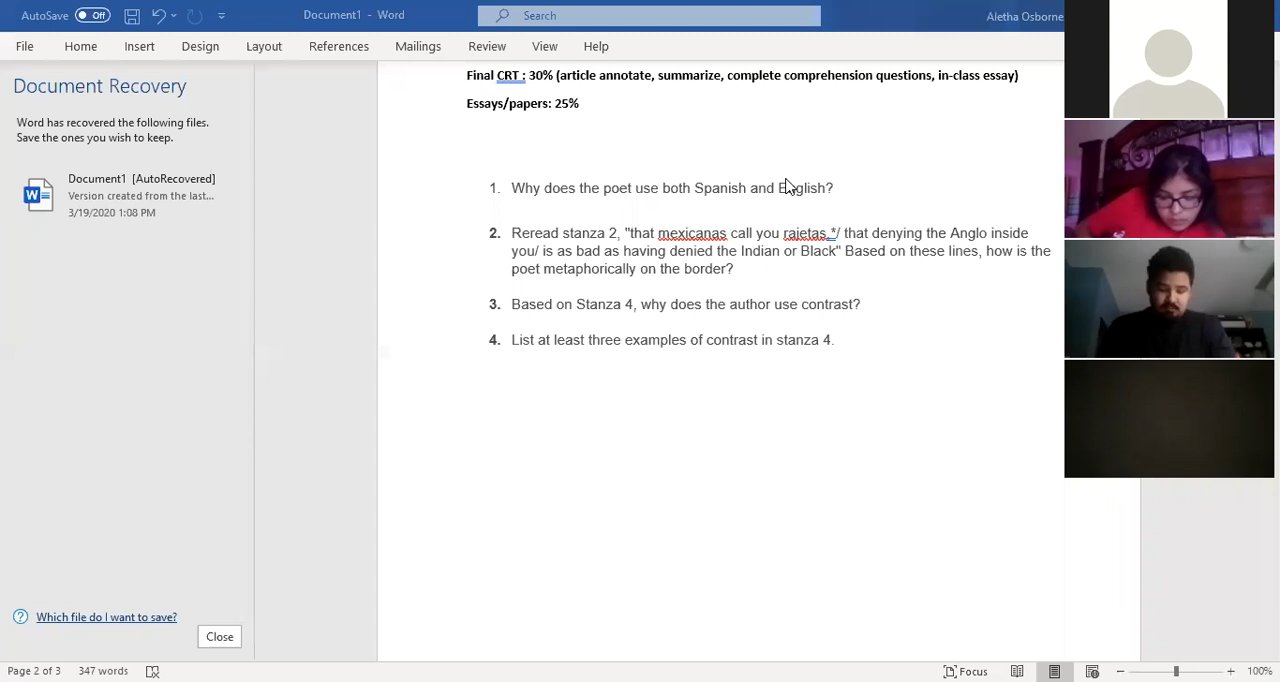 AutoSave Off Document1 - Word Search Aletha Osborne
File Home Insert Design Layout References Mailings Review View Help
Document Recovery
Word has recovered the following files.
Save the ones you wish to keep.
Document1 [AutoRecovered]
Version created from the last...
3/19/2020 1:08 PM
Which file do I want to save?
Close
Final CRT : 30% (article annotate, summarize, complete comprehension questions, in-class essay)
Essays/papers: 25%
1. Why does the poet use both Spanish and English?
2. Reread stanza 2, "that mexicanas call you rajetas,*/ that denying the Anglo inside
you/ is as bad as having denied the Indian or Black" Based on these lines, how is the
poet metaphorically on the border?
3. Based on Stanza 4, why does the author use contrast?
4. List at least three examples of contrast in stanza 4.
Page 2 of 3 347 words Focus 100%